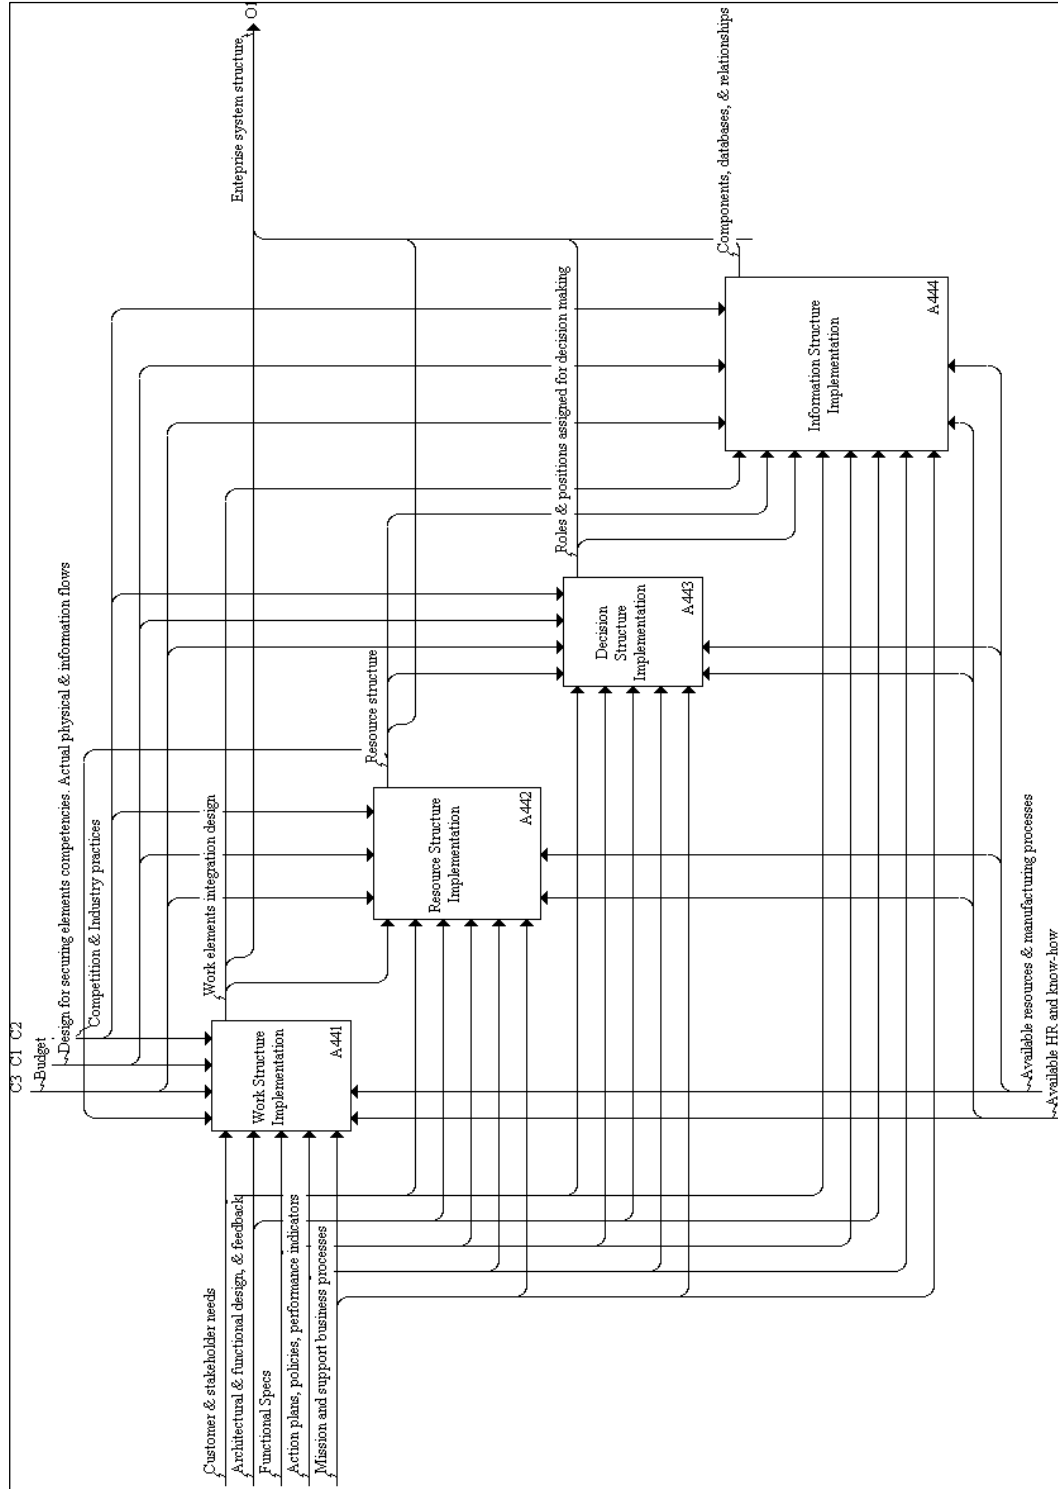 C3 C1 C2
Budget
Design for securing elements competencies. Actual physical & information flows
Competition & Industry practices
Customer & stakeholder needs
Architectural & functional design, & feedback
Functional Specs
Action plans, policies, performance indicators
Mission and support business processes
Work Structure
Implementation
A441
Work elements integration design
Resource Structure
Implementation
A442
Resource structure
Decision
Structure
Implementation
A443
Roles & positions assigned for decision making
Information Structure
Implementation
A444
Components, databases, & relationships
Enteprise system structure
O1
Available resources & manufacturing processes
Available HR and know-how